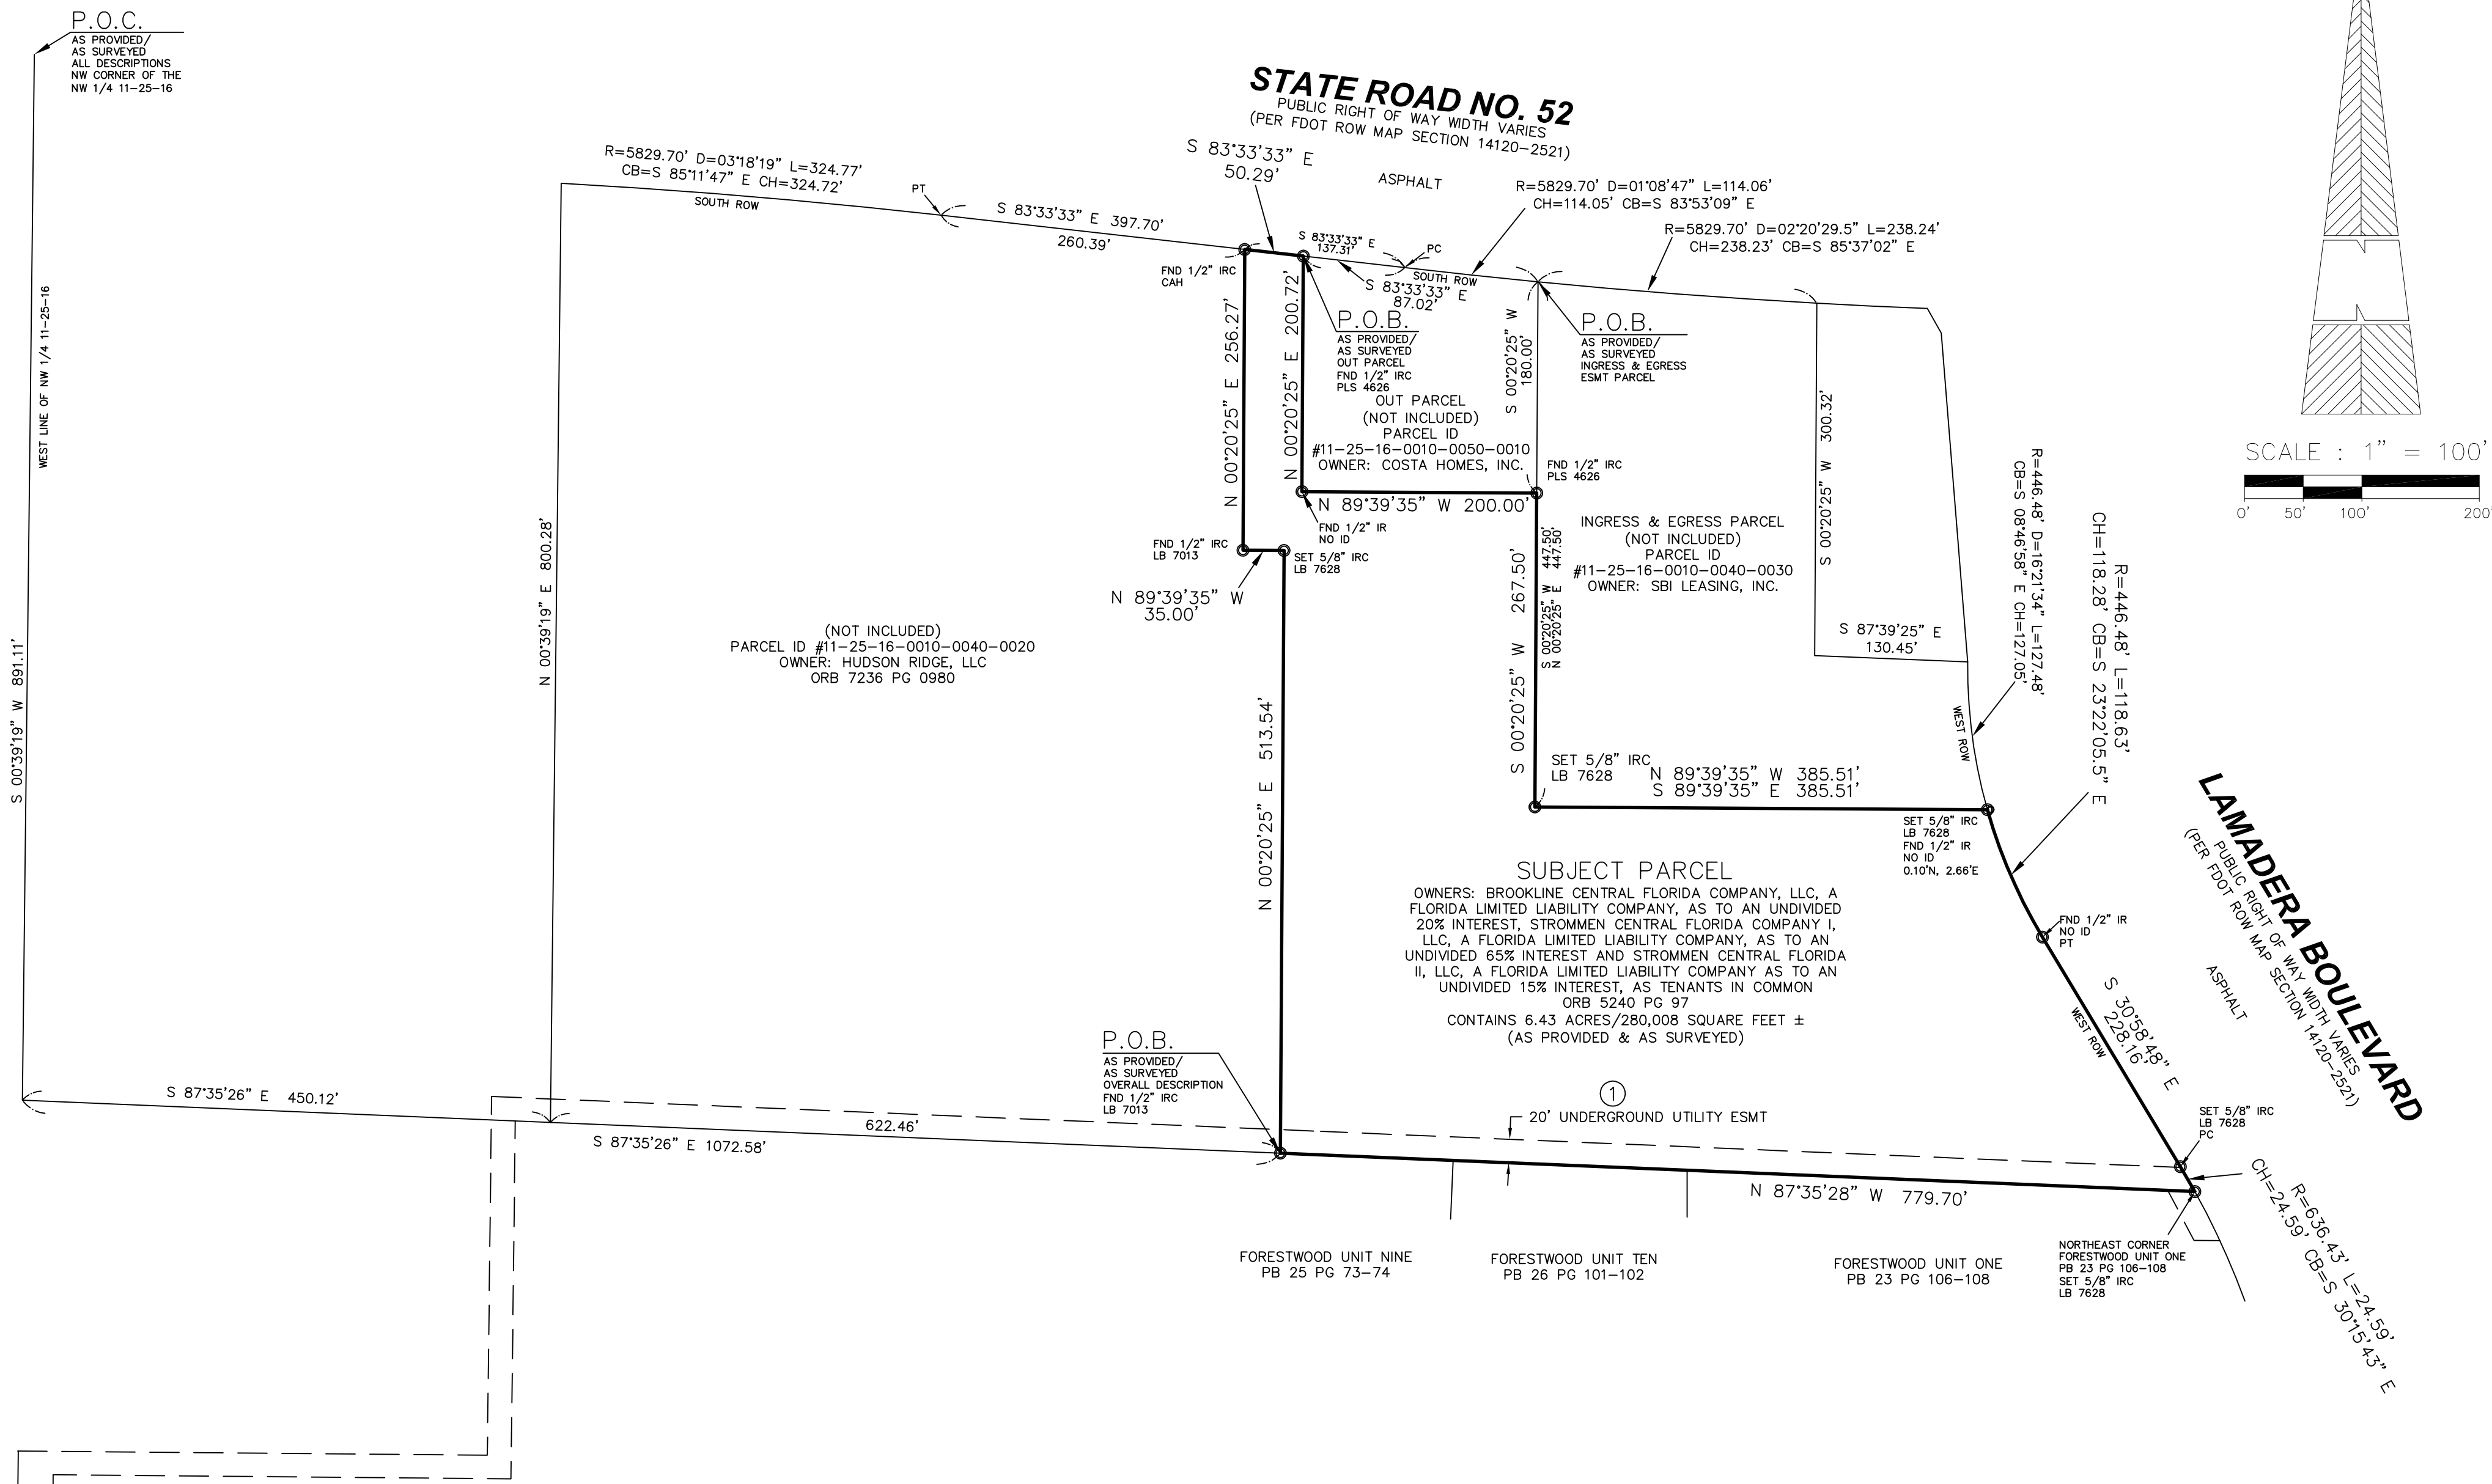 P.O.C.
AS PROVIDED/
AS SURVEYED
ALL DESCRIPTIONS
NW CORNER OF THE
NW 1/4 11-25-16
WEST LINE OF NW 1/4 11-25-16
S 00°39'19" W 891.11'
STATE ROAD NO. 52
PUBLIC RIGHT OF WAY WIDTH VARIES
(PER FDOT ROW MAP SECTION 14120-2521)
ASPHALT
R=5829.70' D=03°18'19" L=324.77'
CB=S 85°11'47" E CH=324.72'
SOUTH ROW
PT
S 83°33'33" E 397.70'
260.39'
S 83°33'33" E
50.29'
S 83°33'33" E
137.31'
PC
SOUTH ROW
S 83°33'33" E
87.02'
R=5829.70' D=01°08'47" L=114.06'
CH=114.05' CB=S 83°53'09" E
R=5829.70' D=02°20'29.5" L=238.24'
CH=238.23' CB=S 85°37'02" E
FND 1/2" IRC
CAH
N 00°20'25" E 256.27'
N 00°20'25" E 200.72'
P.O.B.
AS PROVIDED/
AS SURVEYED
OUT PARCEL
FND 1/2" IRC
PLS 4626
OUT PARCEL
(NOT INCLUDED)
PARCEL ID
#11-25-16-0010-0050-0010
OWNER: COSTA HOMES, INC.
S 00°20'25" W
180.00'
P.O.B.
AS PROVIDED/
AS SURVEYED
INGRESS & EGRESS
ESMT PARCEL
FND 1/2" IRC
PLS 4626
N 89°39'35" W 200.00'
FND 1/2" IR
NO ID
FND 1/2" IRC
LB 7013
SET 5/8" IRC
LB 7628
N 89°39'35" W
35.00'
INGRESS & EGRESS PARCEL
(NOT INCLUDED)
PARCEL ID
#11-25-16-0010-0040-0030
OWNER: SBI LEASING, INC.
S 00°20'25" W 267.50'
S 00°20'25" W 447.50'
N 00°20'25" E 447.50'
S 00°20'25" W 300.32'
S 87°39'25" E
130.45'
R=446.48' D=16°21'34" L=127.48'
CB=S 08°46'58" E CH=127.05'
R=446.48' L=118.63'
CH=118.28' CB=S 23°22'05.5" E
WEST ROW
SCALE : 1" = 100'
0' 50' 100' 200'
N 00°39'19" E 800.28'
(NOT INCLUDED)
PARCEL ID #11-25-16-0010-0040-0020
OWNER: HUDSON RIDGE, LLC
ORB 7236 PG 0980
N 00°20'25" E 513.54'
SET 5/8" IRC
LB 7628
N 89°39'35" W 385.51'
S 89°39'35" E 385.51'
SET 5/8" IRC
LB 7628
FND 1/2" IR
NO ID
0.10'N, 2.66'E
SUBJECT PARCEL
OWNERS: BROOKLINE CENTRAL FLORIDA COMPANY, LLC, A
FLORIDA LIMITED LIABILITY COMPANY, AS TO AN UNDIVIDED
20% INTEREST, STROMMEN CENTRAL FLORIDA COMPANY I,
LLC, A FLORIDA LIMITED LIABILITY COMPANY, AS TO AN
UNDIVIDED 65% INTEREST AND STROMMEN CENTRAL FLORIDA
II, LLC, A FLORIDA LIMITED LIABILITY COMPANY AS TO AN
UNDIVIDED 15% INTEREST, AS TENANTS IN COMMON
ORB 5240 PG 97
CONTAINS 6.43 ACRES/280,008 SQUARE FEET ±
(AS PROVIDED & AS SURVEYED)
LAMADERA BOULEVARD
PUBLIC RIGHT OF WAY WIDTH VARIES
(PER FDOT ROW MAP SECTION 14120-2521)
ASPHALT
FND 1/2" IR
NO ID
PT
S 30°58'48" E
228.16'
WEST ROW
SET 5/8" IRC
LB 7628
PC
R=636.43' L=24.59'
CH=24.59' CB=S 30°15'43" E
P.O.B.
AS PROVIDED/
AS SURVEYED
OVERALL DESCRIPTION
FND 1/2" IRC
LB 7013
1
20' UNDERGROUND UTILITY ESMT
S 87°35'26" E 450.12'
622.46'
S 87°35'26" E 1072.58'
N 87°35'28" W 779.70'
FORESTWOOD UNIT NINE
PB 25 PG 73-74
FORESTWOOD UNIT TEN
PB 26 PG 101-102
FORESTWOOD UNIT ONE
PB 23 PG 106-108
NORTHEAST CORNER
FORESTWOOD UNIT ONE
PB 23 PG 106-108
SET 5/8" IRC
LB 7628